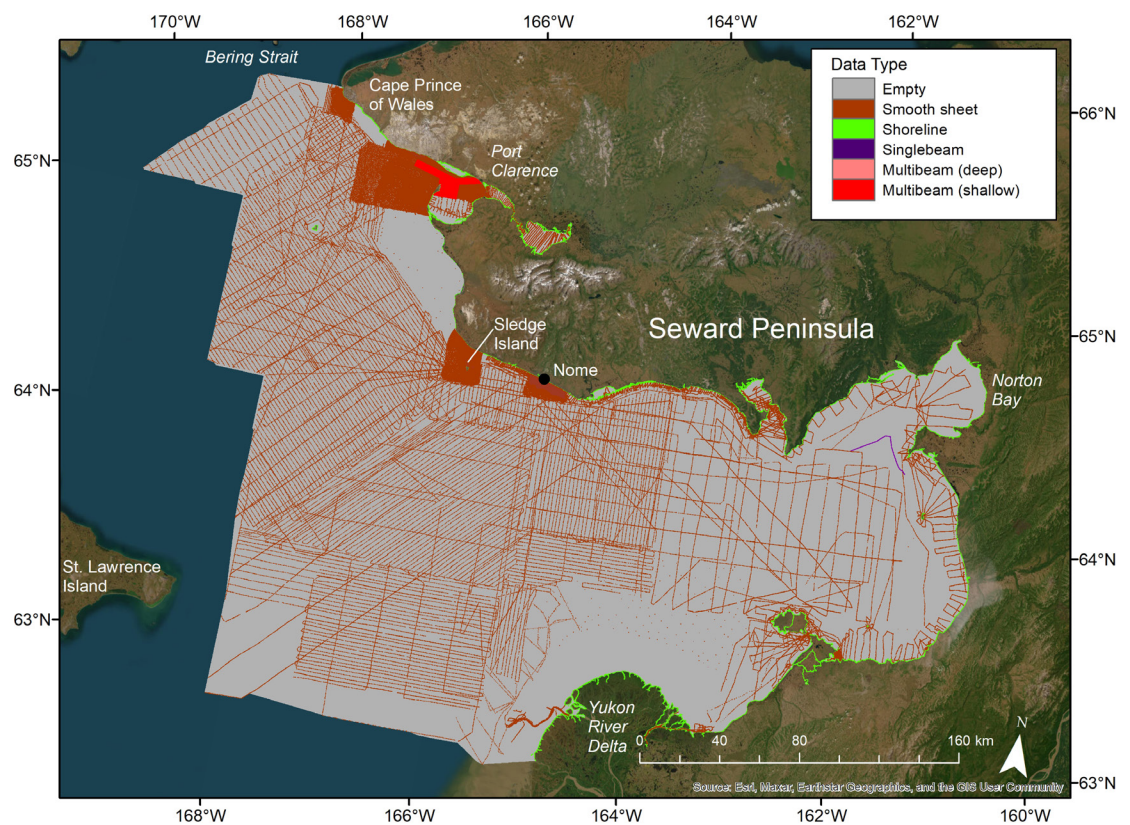 170°W
168°W
166°W
164°W
162°W
Bering Strait
Cape Prince
of Wales
Port
Clarence
Data Type
Empty
Smooth sheet
Shoreline
Singlebeam
Multibeam (deep)
Multibeam (shallow)
66°N
65°N
65°N
Sledge
Island
Seward Peninsula
Nome
64°N
Norton
Bay
St. Lawrence
Island
64°N
63°N
Yukon
River
Delta
0
40
80
160 km
N
Source: Esri, Maxar, Earthstar Geographics, and the GIS User Community
63°N
168°W
166°W
164°W
162°W
160°W